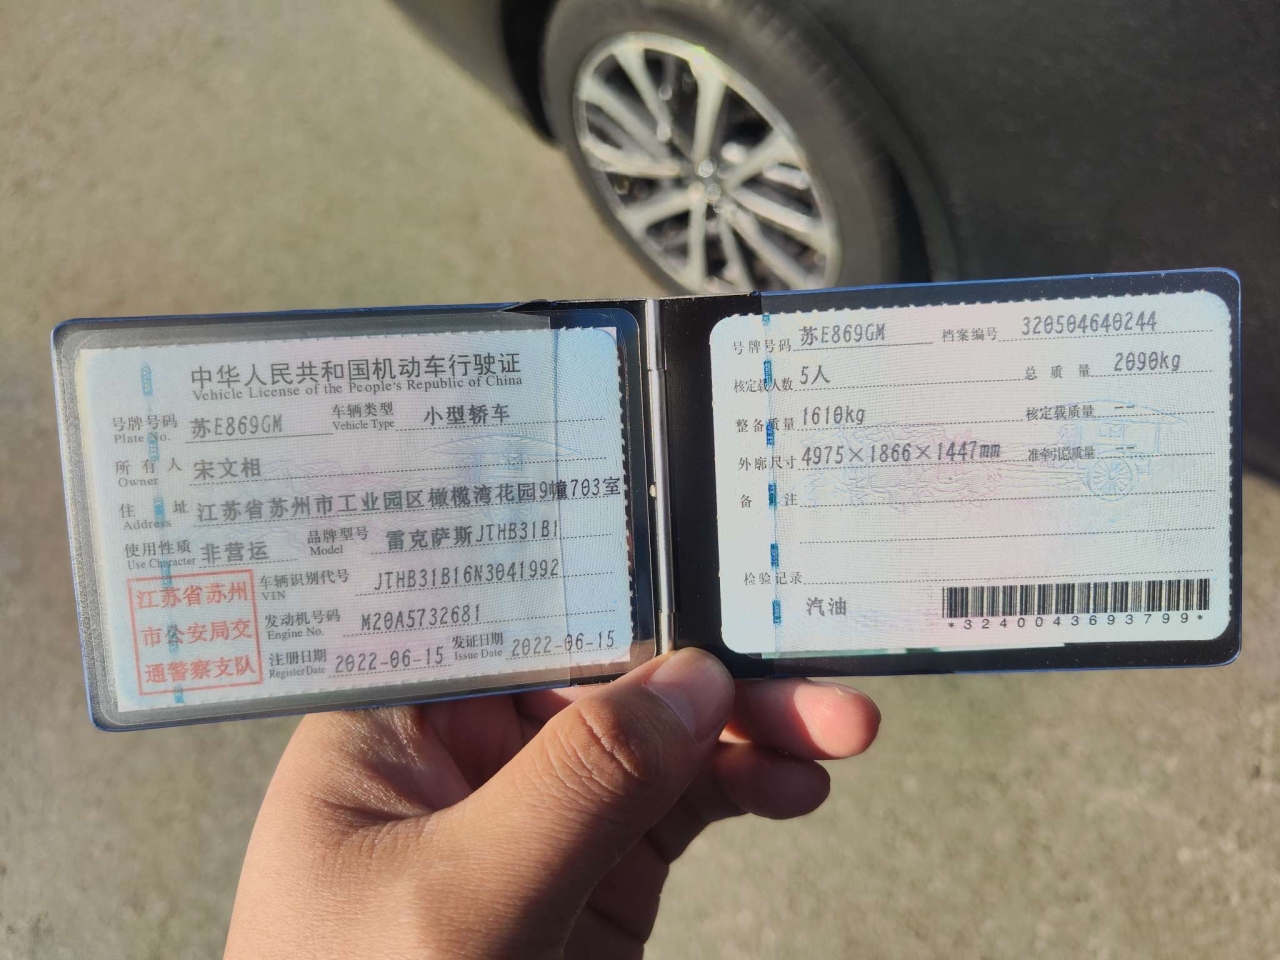 中华人民共和国机动车行驶证
Vehicle License of the People's Republic of China
号牌号码 苏E869GM 车辆类型 小型轿车
Plate No. Vehicle Type
所有人 宋文相
Owner
住址 江苏省苏州市工业园区橄榄湾花园9幢703室
Address
使用性质 非营运 品牌型号 雷克萨斯JTHB31B1
Use Character Model
江苏省苏州
市公安局交
通警察支队
车辆识别代号 JTHB31B16N3041992
VIN
发动机号码 M20A5732681
Engine No.
注册日期 2022-06-15 发证日期 2022-06-15
Register Date Issue Date
号牌号码 苏E869GM 档案编号 320504640244
核定载人数 5人 总质量 2090kg
整备质量 1610kg 核定载质量 --
外廓尺寸 4975×1866×1447mm 准牵引总质量 --
备注
检验记录
汽油
*3240043693799*